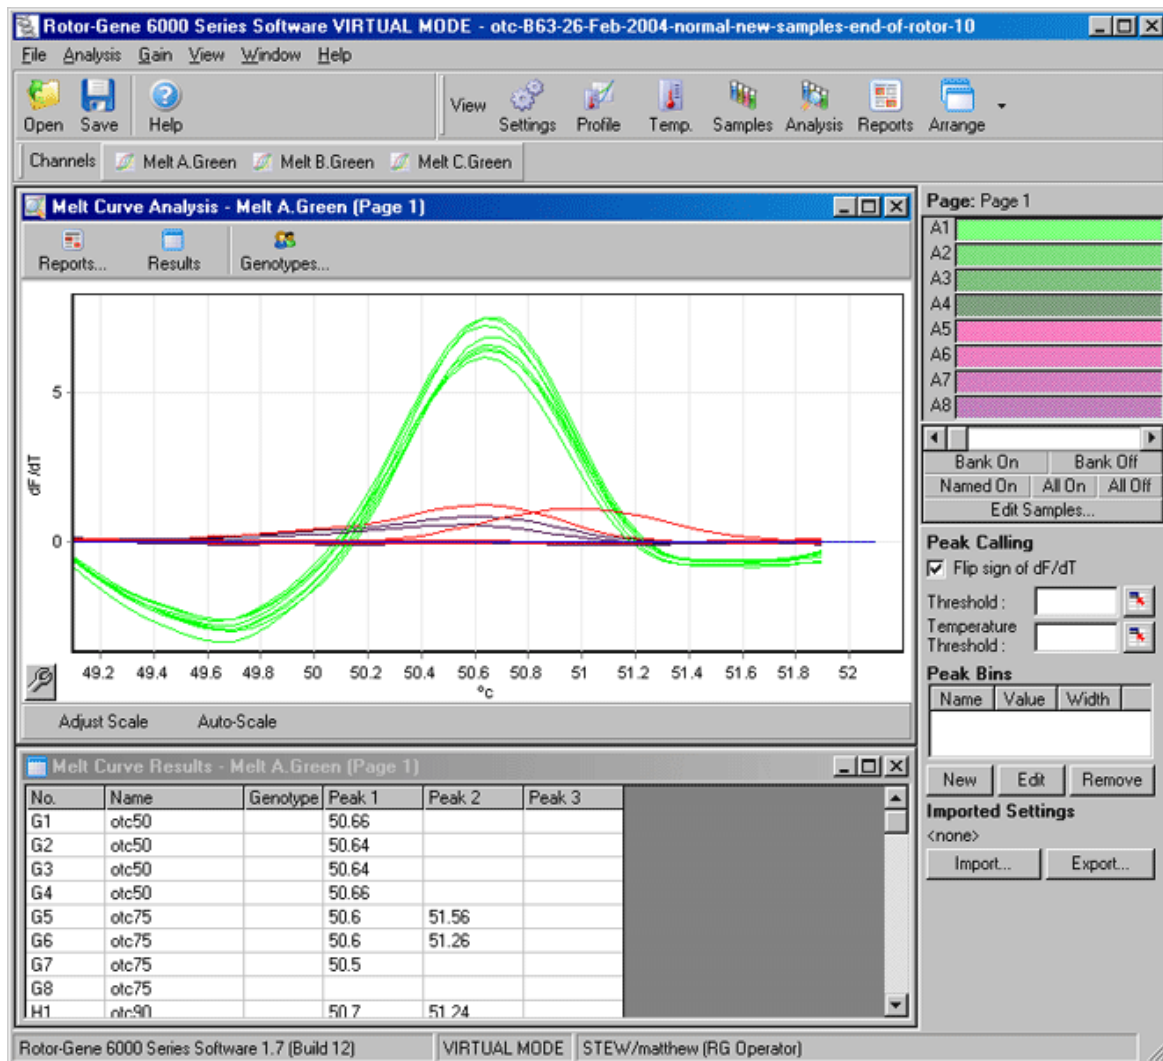 Rotor-Gene 6000 Series Software VIRTUAL MODE - otc-B63-26-Feb-2004-normal-new-samples-end-of-rotor-10
File Analysis Gain View Window Help
Open Save Help View Settings Profile Temp. Samples Analysis Reports Arrange
Channels Melt A.Green Melt B.Green Melt C.Green
Melt Curve Analysis - Melt A.Green (Page 1)
Reports... Results Genotypes...
5
0
dF/dT
49.2 49.4 49.6 49.8 50 50.2 50.4 50.6 50.8 51 51.2 51.4 51.6 51.8 52
°c
Adjust Scale Auto-Scale
Melt Curve Results - Melt A.Green (Page 1)
No. Name Genotype Peak 1 Peak 2 Peak 3
G1 otc50 50.66
G2 otc50 50.64
G3 otc50 50.64
G4 otc50 50.66
G5 otc75 50.6 51.56
G6 otc75 50.6 51.26
G7 otc75 50.5
G8 otc75
H1 otc90 50.7 51.24
Page: Page 1
A1
A2
A3
A4
A5
A6
A7
A8
Bank On Bank Off
Named On All On All Off
Edit Samples...
Peak Calling
Flip sign of dF/dT
Threshold :
Temperature
Threshold :
Peak Bins
Name Value Width
New Edit Remove
Imported Settings
<none>
Import... Export...
Rotor-Gene 6000 Series Software 1.7 (Build 12) VIRTUAL MODE STEW/matthew (RG Operator)